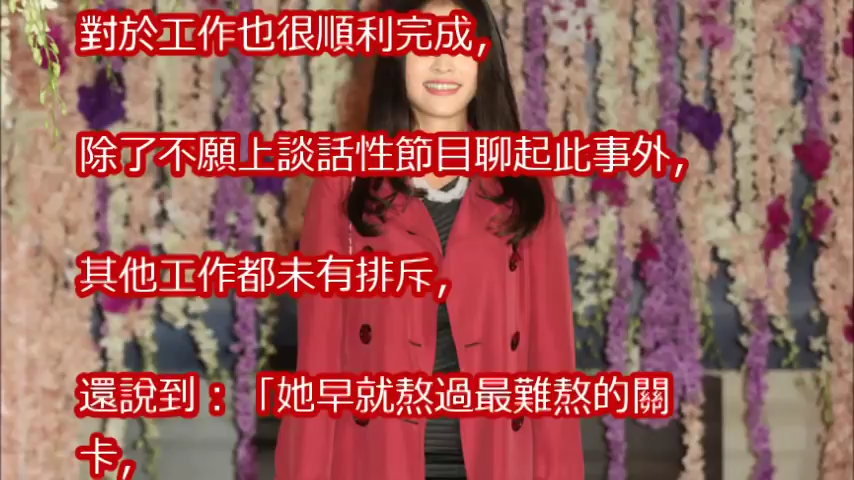 對於工作也很順利完成，
除了不願上談話性節目聊起此事外，
其他工作都未有排斥，
還說到：「她早就熬過最難熬的關
卡，